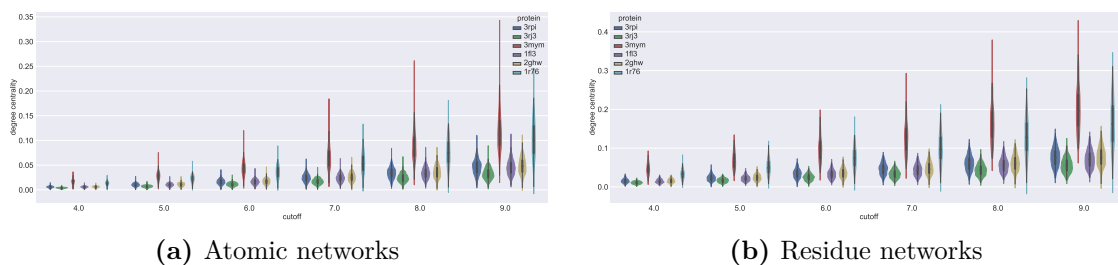 0.35
0.30
0.25
0.20
0.15
0.10
0.05
0.00
degree centrality
4.0 5.0 6.0 7.0 8.0 9.0
cutoff
protein
3rpi
3rj3
3mym
1fl3
2ghw
1r76
(a) Atomic networks
0.4
0.3
0.2
0.1
0.0
degree centrality
4.0 5.0 6.0 7.0 8.0 9.0
cutoff
protein
3rpi
3rj3
3mym
1fl3
2ghw
1r76
(b) Residue networks